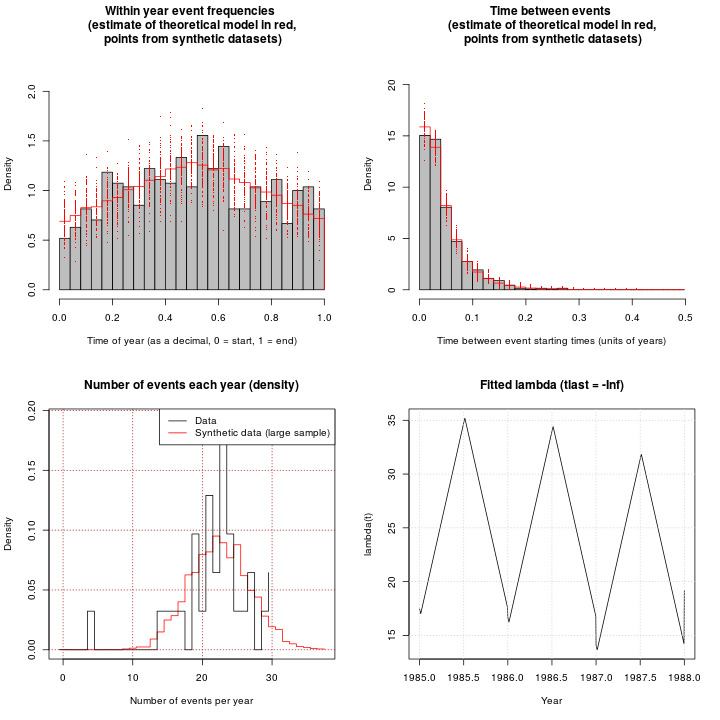 Within year event frequencies
(estimate of theoretical model in red,
points from synthetic datasets)
Density
0.0
0.5
1.0
1.5
2.0
0.0
0.2
0.4
0.6
0.8
1.0
Time of year (as a decimal, 0 = start, 1 = end)
Time between events
(estimate of theoretical model in red,
points from synthetic datasets)
Density
0
5
10
15
20
0.0
0.1
0.2
0.3
0.4
0.5
Time between event starting times (units of years)
Number of events each year (density)
Density
0.00
0.05
0.10
0.15
0.20
Data
Synthetic data (large sample)
0
10
20
30
Number of events per year
Fitted lambda (tlast = -Inf)
lambda(t)
15
20
25
30
35
1985.0
1985.5
1986.0
1986.5
1987.0
1987.5
1988.0
Year